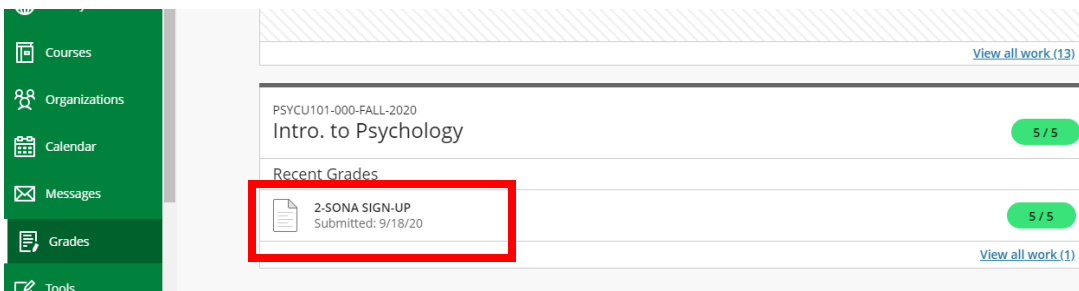 Courses
Organizations
Calendar
Messages
Grades
Tools
View all work (13)
PSYCU101-000-FALL-2020
Intro. to Psychology
5 / 5
Recent Grades
2-SONA SIGN-UP
Submitted: 9/18/20
5 / 5
View all work (1)